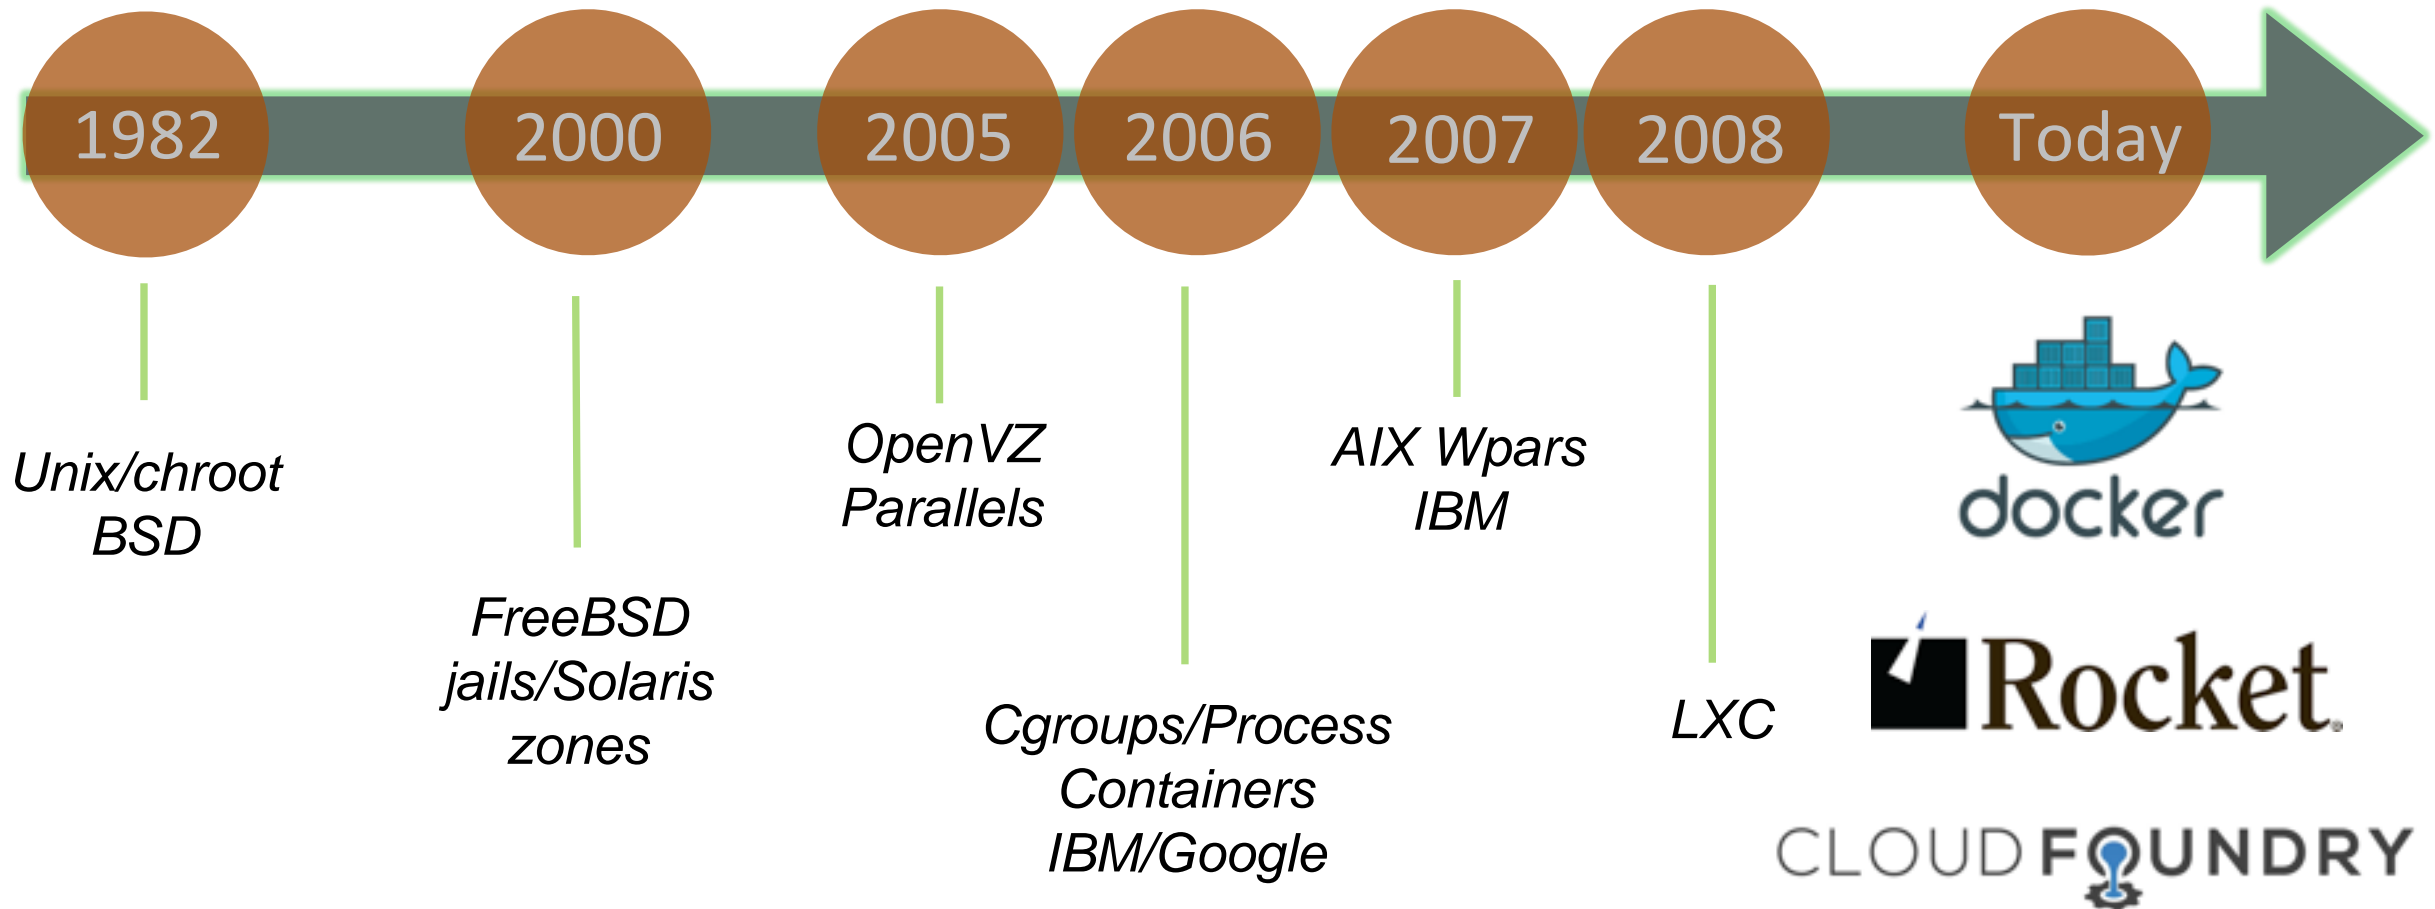 1982
2000
2005
2006
2007
2008
Today
Unix/chroot
BSD
FreeBSD
jails/Solaris
zones
OpenVZ
Parallels
Cgroups/Process
Containers
IBM/Google
AIX Wpars
IBM
LXC
docker
Rocket®
CLOUD FOUNDRY